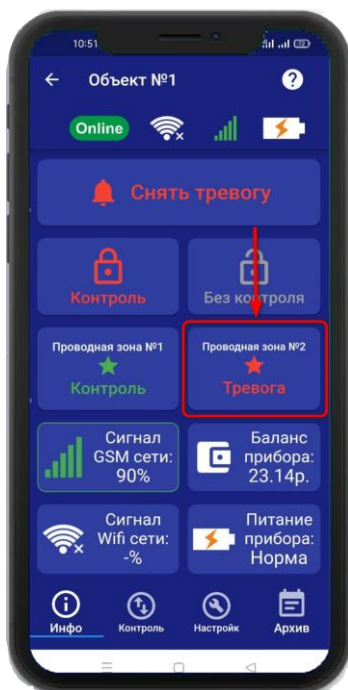 10:51
Объект №1
?
Online
Снять тревогу
Контроль
Без контроля
Проводная зона №1
Контроль
Проводная зона №2
Тревога
Сигнал
GSM сети:
90%
Баланс
прибора:
23.14р.
Сигнал
Wifi сети:
-%
Питание
прибора:
Норма
Инфо
Контроль
Настройк
Архив